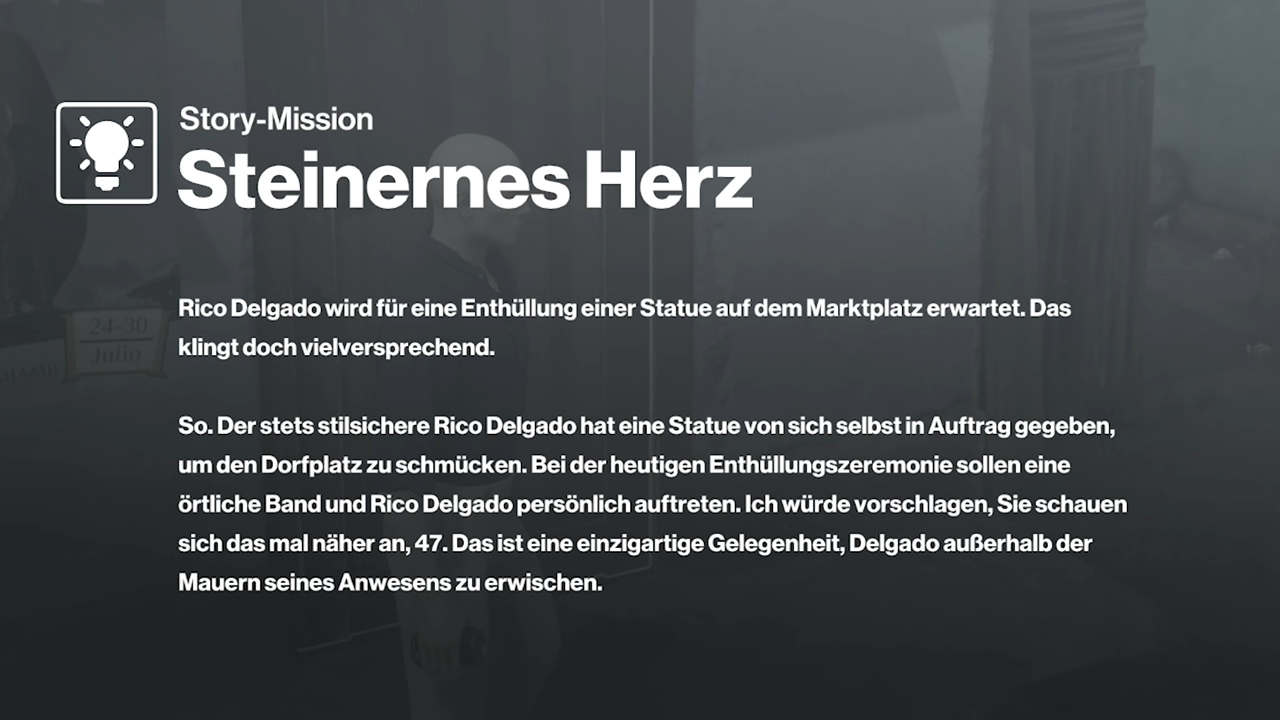 Story-Mission
Steinernes Herz
Rico Delgado wird für eine Enthüllung einer Statue auf dem Marktplatz erwartet. Das
klingt doch vielversprechend.
So. Der stets stilsichere Rico Delgado hat eine Statue von sich selbst in Auftrag gegeben,
um den Dorfplatz zu schmücken. Bei der heutigen Enthüllungszeremonie sollen eine
örtliche Band und Rico Delgado persönlich auftreten. Ich würde vorschlagen, Sie schauen
sich das mal näher an, 47. Das ist eine einzigartige Gelegenheit, Delgado außerhalb der
Mauern seines Anwesens zu erwischen.
24-30
Julio